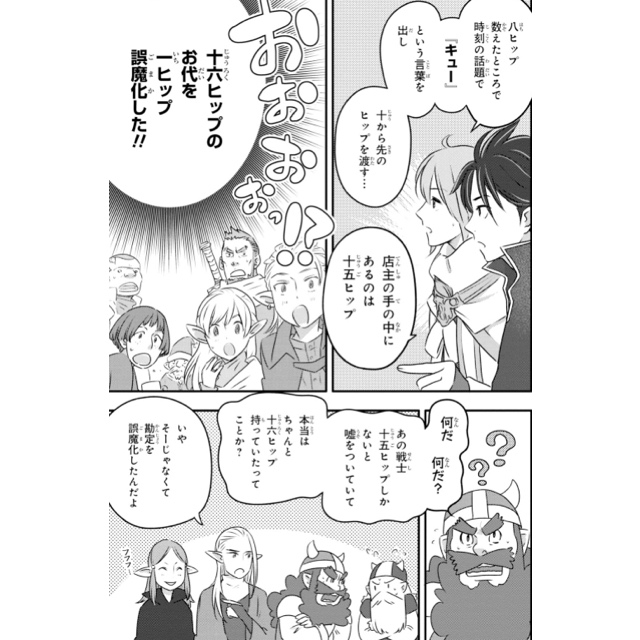 八ヒップ
数えたところで
時刻の話題で
『キュー』
という言葉を
出し
十から先の
ヒップを渡す…
店主の手の中に
あるのは
十五ヒップ
おおおおっ!?
十六ヒップの
お代を
一ヒップ
誤魔化した!!
何だ
何だ?
あの戦士
十五ヒップしか
ないと
嘘をついていて
本当は
ちゃんと
十六ヒップ
持っていたって
ことか?
いや
そーじゃなくて
勘定を
誤魔化したんだよ
フフフー